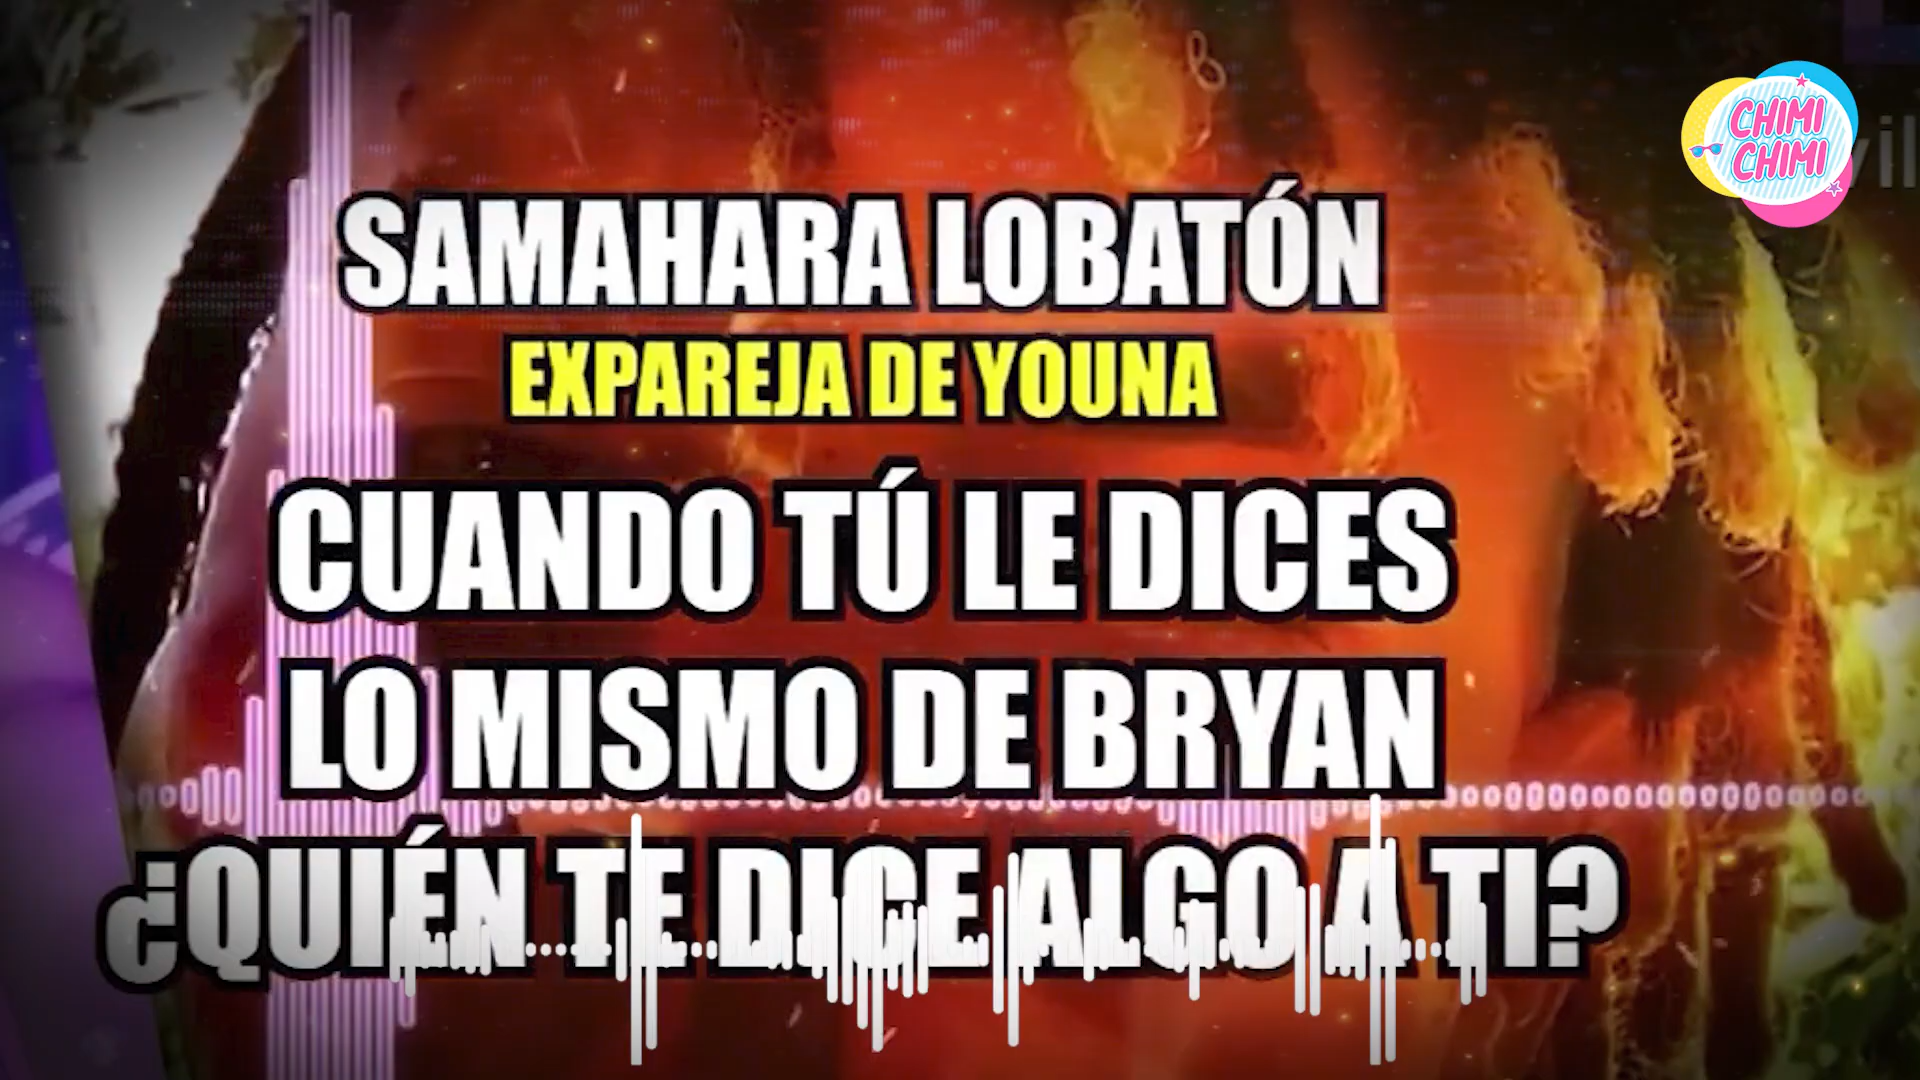 CHIMI
CHIMI
SAMAHARA LOBATÓN
EXPAREJA DE YOUNA
CUANDO TÚ LE DICES
LO MISMO DE BRYAN
¿QUIÉN TE DICE ALGO A TI?